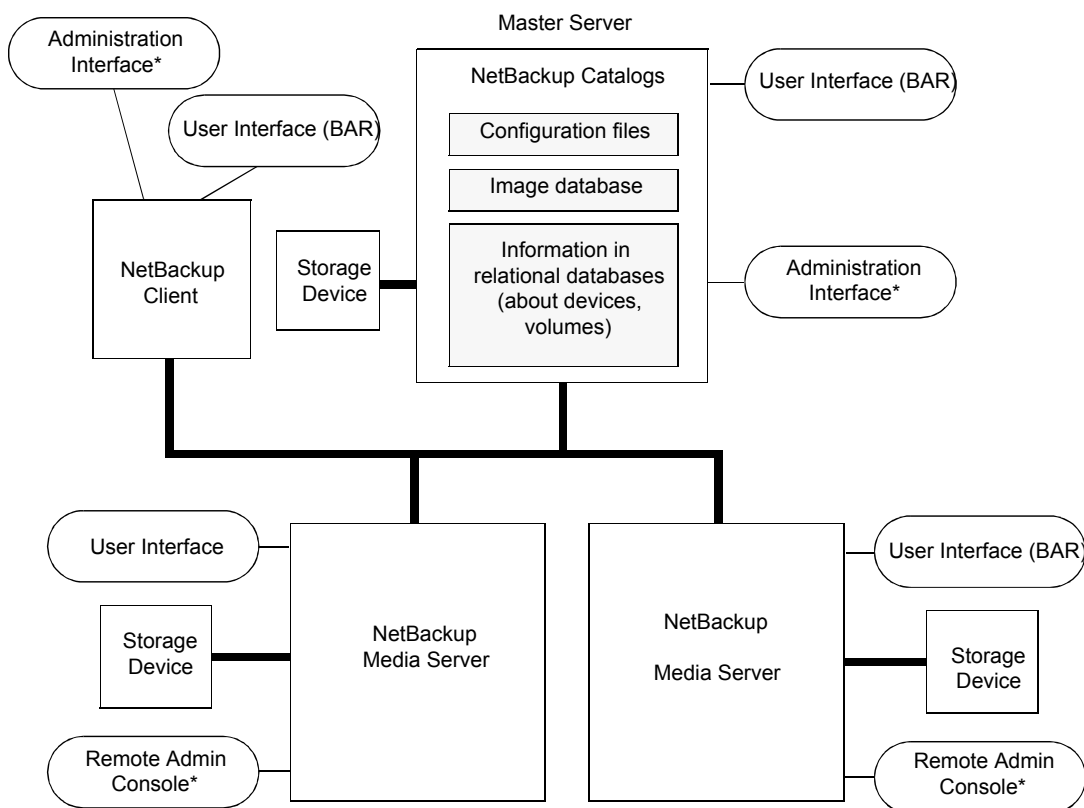 Master Server
Administration
Interface*
User Interface (BAR)
NetBackup
Client
Storage
Device
NetBackup Catalogs
Configuration files
Image database
Information in
relational databases
(about devices,
volumes)
User Interface (BAR)
Administration
Interface*
User Interface
Storage
Device
Remote Admin
Console*
NetBackup
Media Server
NetBackup
Media Server
User Interface (BAR)
Storage
Device
Remote Admin
Console*